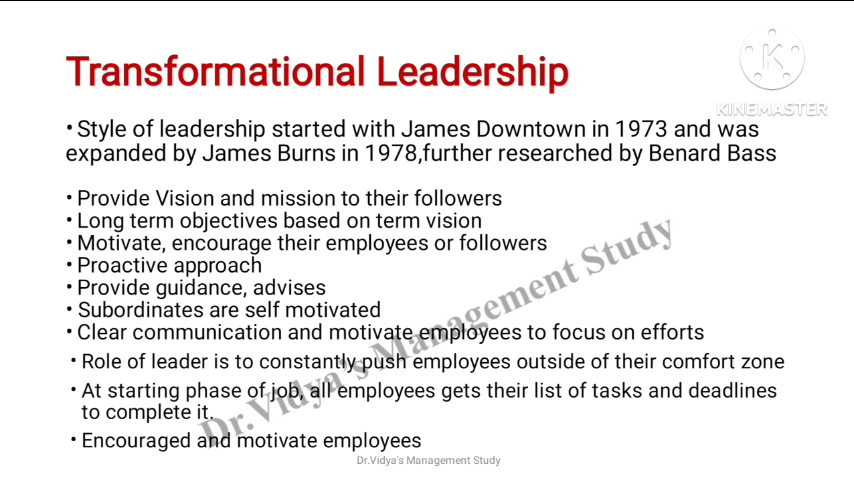 Transformational Leadership
K
KINEMASTER
• Style of leadership started with James Downtown in 1973 and was
expanded by James Burns in 1978,further researched by Benard Bass
• Provide Vision and mission to their followers
• Long term objectives based on term vision
• Motivate, encourage their employees or followers
• Proactive approach
• Provide guidance, advises
• Subordinates are self motivated
• Clear communication and motivate employees to focus on efforts
• Role of leader is to constantly push employees outside of their comfort zone
• At starting phase of job, all employees gets their list of tasks and deadlines
to complete it.
• Encouraged and motivate employees
Dr.Vidya's Management Study
Dr.Vidya's Management Study